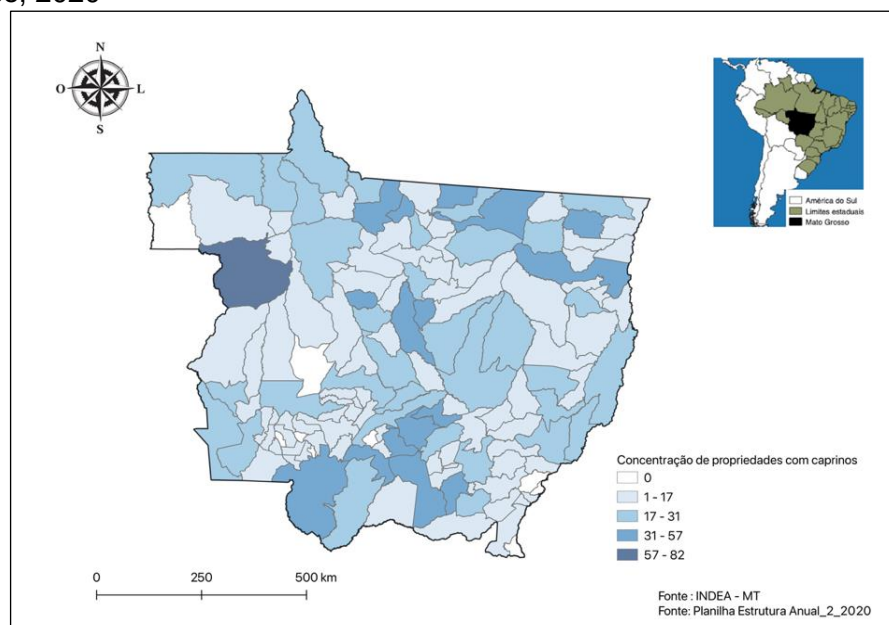 N
O L
S
América do Sul
Limites estaduais
Mato Grosso
Concentração de propriedades com caprinos
0
1 - 17
17 - 31
31 - 57
57 - 82
0 250 500 km
Fonte : INDEA - MT
Fonte: Planilha Estrutura Anual_2_2020